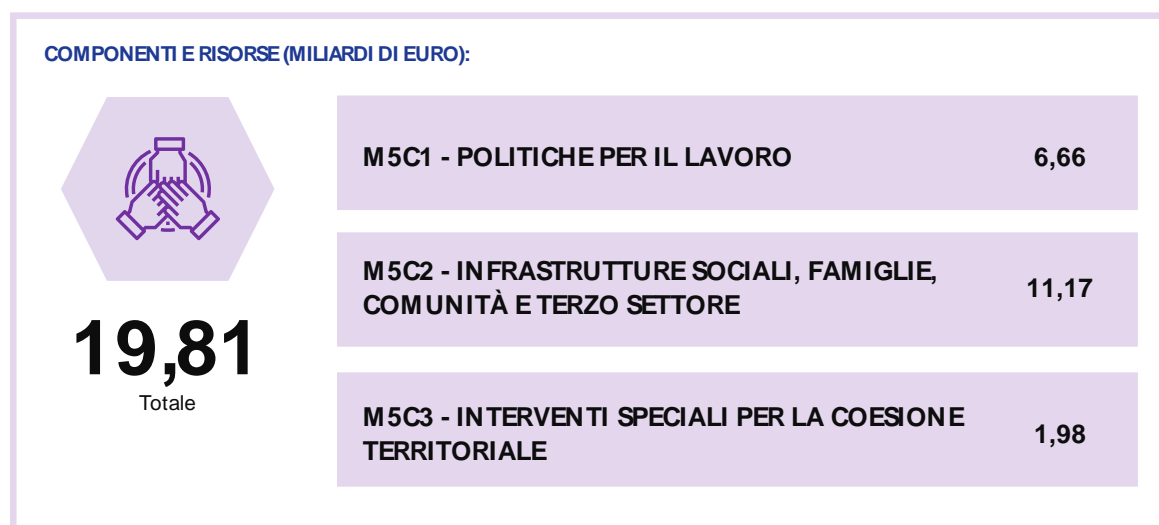 COMPONENTI E RISORSE (MILIARDI DI EURO):
M5C1 - POLITICHE PER IL LAVORO 6,66
M5C2 - INFRASTRUTTURE SOCIALI, FAMIGLIE,
COMUNITÀ E TERZO SETTORE 11,17
19,81
Totale
M5C3 - INTERVENTI SPECIALI PER LA COESIONE
TERRITORIALE 1,98